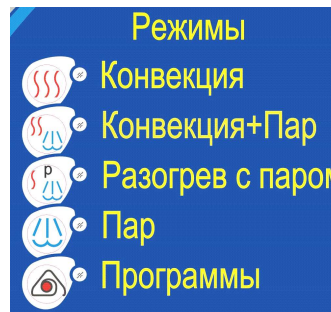 Режимы
Конвекция
Конвекция+Пар
р
Разогрев с паром
Пар
Программы